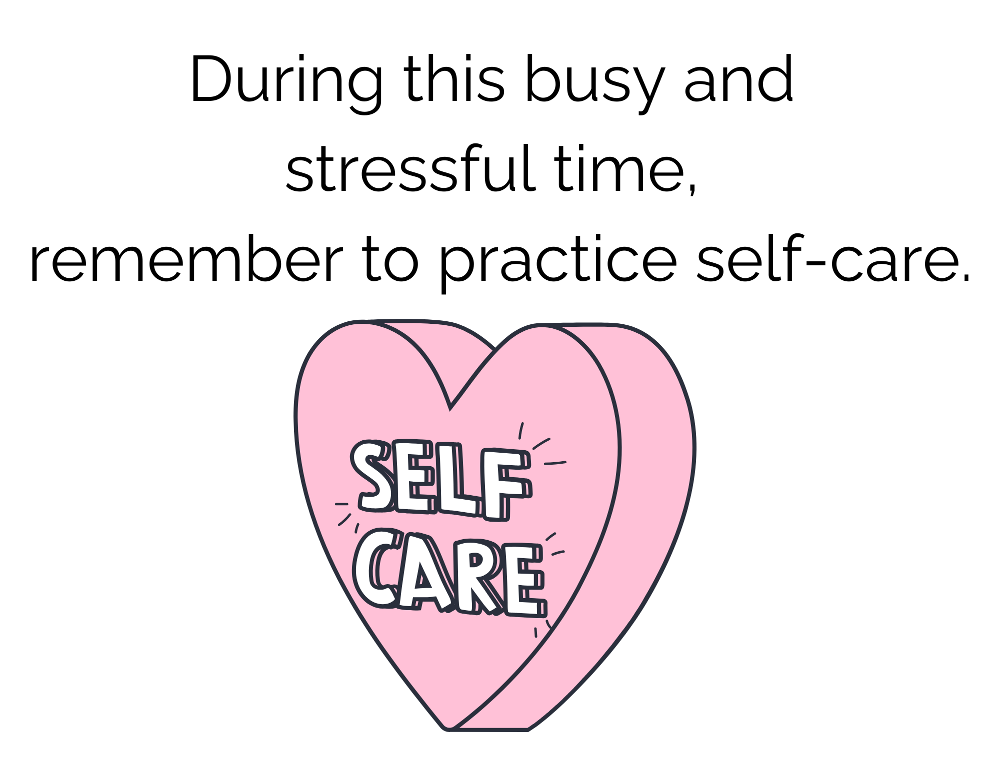 During this busy and
stressful time,
remember to practice self-care.
SELF
CARE